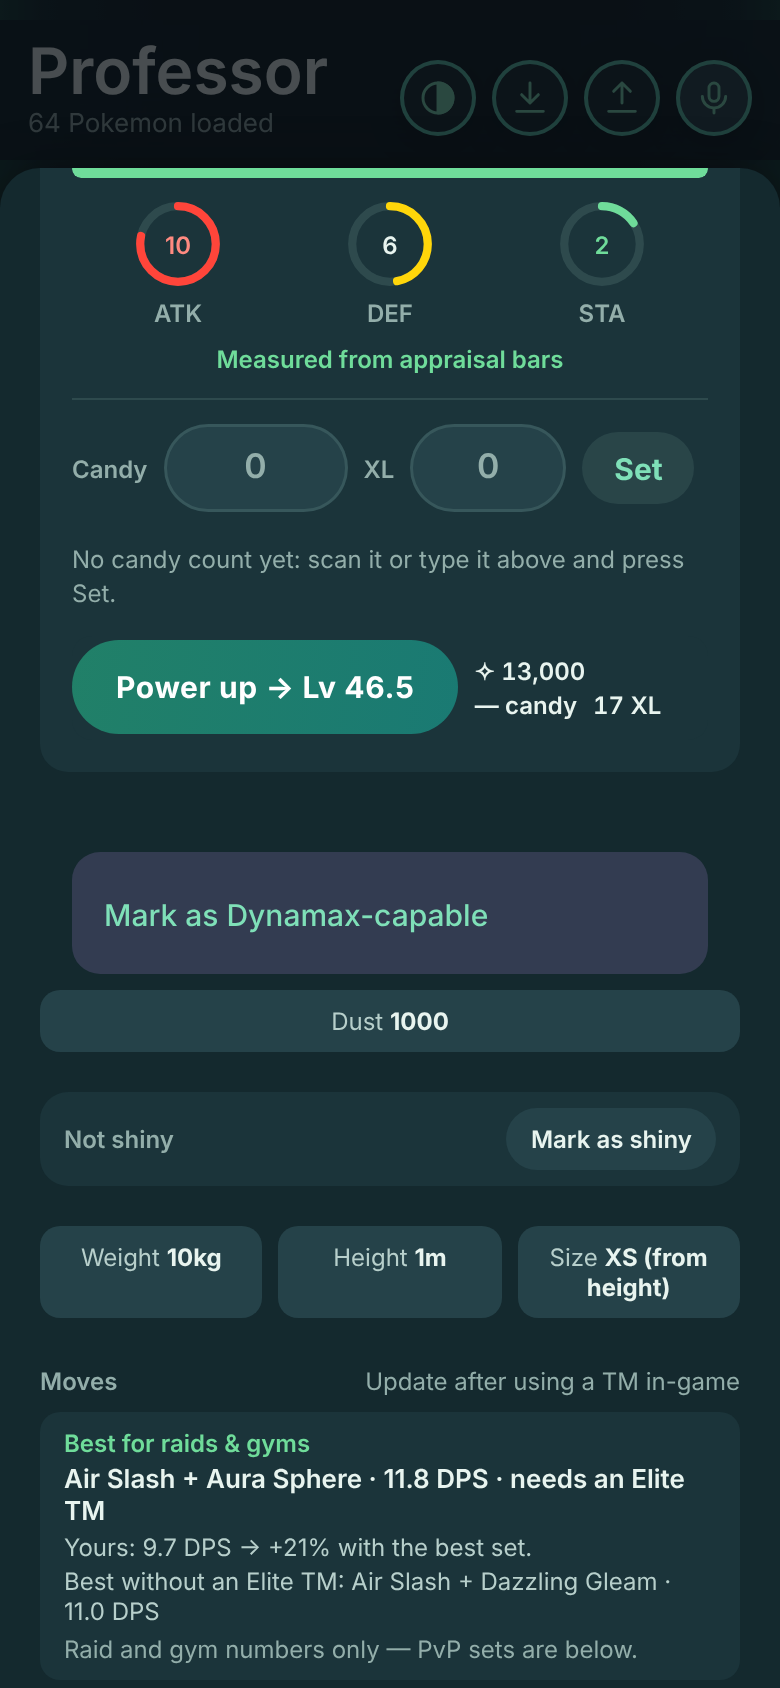 Professor
64 Pokemon loaded
10
6
2
ATK
DEF
STA
Measured from appraisal bars
Candy
0
XL
0
Set
No candy count yet: scan it or type it above and press
Set.
Power up → Lv 46.5
✧ 13,000
— candy 17 XL
Mark as Dynamax-capable
Dust 1000
Not shiny
Mark as shiny
Weight 10kg
Height 1m
Size XS (from
height)
Moves
Update after using a TM in-game
Best for raids & gyms
Air Slash + Aura Sphere · 11.8 DPS · needs an Elite
TM
Yours: 9.7 DPS → +21% with the best set.
Best without an Elite TM: Air Slash + Dazzling Gleam ·
11.0 DPS
Raid and gym numbers only — PvP sets are below.